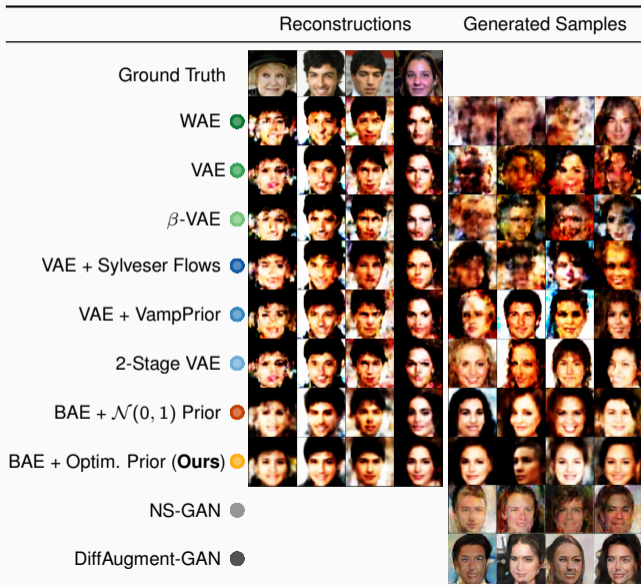 Reconstructions Generated Samples
Ground Truth
WAE
VAE
β-VAE
VAE + Sylveser Flows
VAE + VampPrior
2-Stage VAE
BAE + 𝒩(0, 1) Prior
BAE + Optim. Prior (Ours)
NS-GAN
DiffAugment-GAN